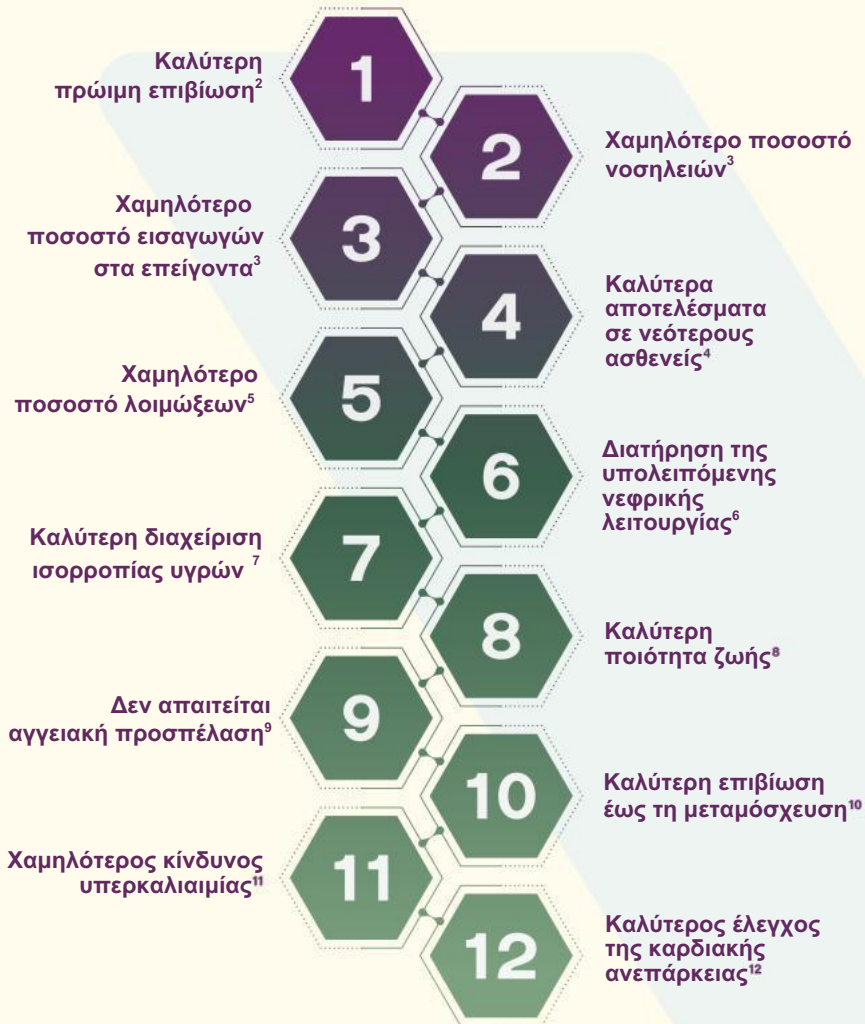 1
Καλύτερη
πρώιμη επιβίωση²
2
Χαμηλότερο ποσοστό
νοσηλειών³
3
Χαμηλότερο
ποσοστό εισαγωγών
στα επείγοντα³
4
Καλύτερα
αποτελέσματα
σε νεότερους
ασθενείς⁴
5
Χαμηλότερο
ποσοστό λοιμώξεων⁵
6
Διατήρηση της
υπολειπόμενης
νεφρικής
λειτουργίας⁶
7
Καλύτερη διαχείριση
ισορροπίας υγρών ⁷
8
Καλύτερη
ποιότητα ζωής⁸
9
Δεν απαιτείται
αγγειακή προσπέλαση⁹
10
Καλύτερη επιβίωση
έως τη μεταμόσχευση¹⁰
11
Χαμηλότερος κίνδυνος
υπερκαλιαιμίας¹¹
12
Καλύτερος έλεγχος
της καρδιακής
ανεπάρκειας¹²